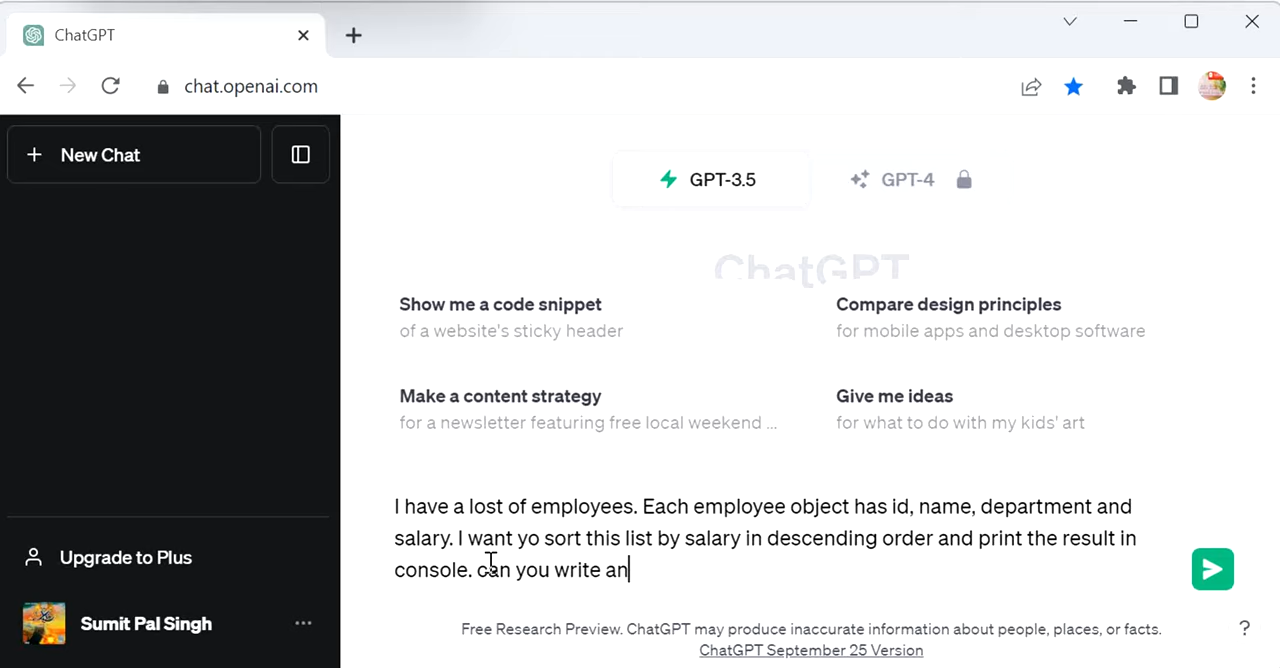 ChatGPT
chat.openai.com
New Chat
GPT-3.5
GPT-4
ChatGPT
Show me a code snippet
of a website's sticky header
Compare design principles
for mobile apps and desktop software
Make a content strategy
for a newsletter featuring free local weekend ...
Give me ideas
for what to do with my kids' art
I have a lost of employees. Each employee object has id, name, department and
salary. I want yo sort this list by salary in descending order and print the result in
console. can you write an
Upgrade to Plus
Sumit Pal Singh
Free Research Preview. ChatGPT may produce inaccurate information about people, places, or facts.
ChatGPT September 25 Version
?